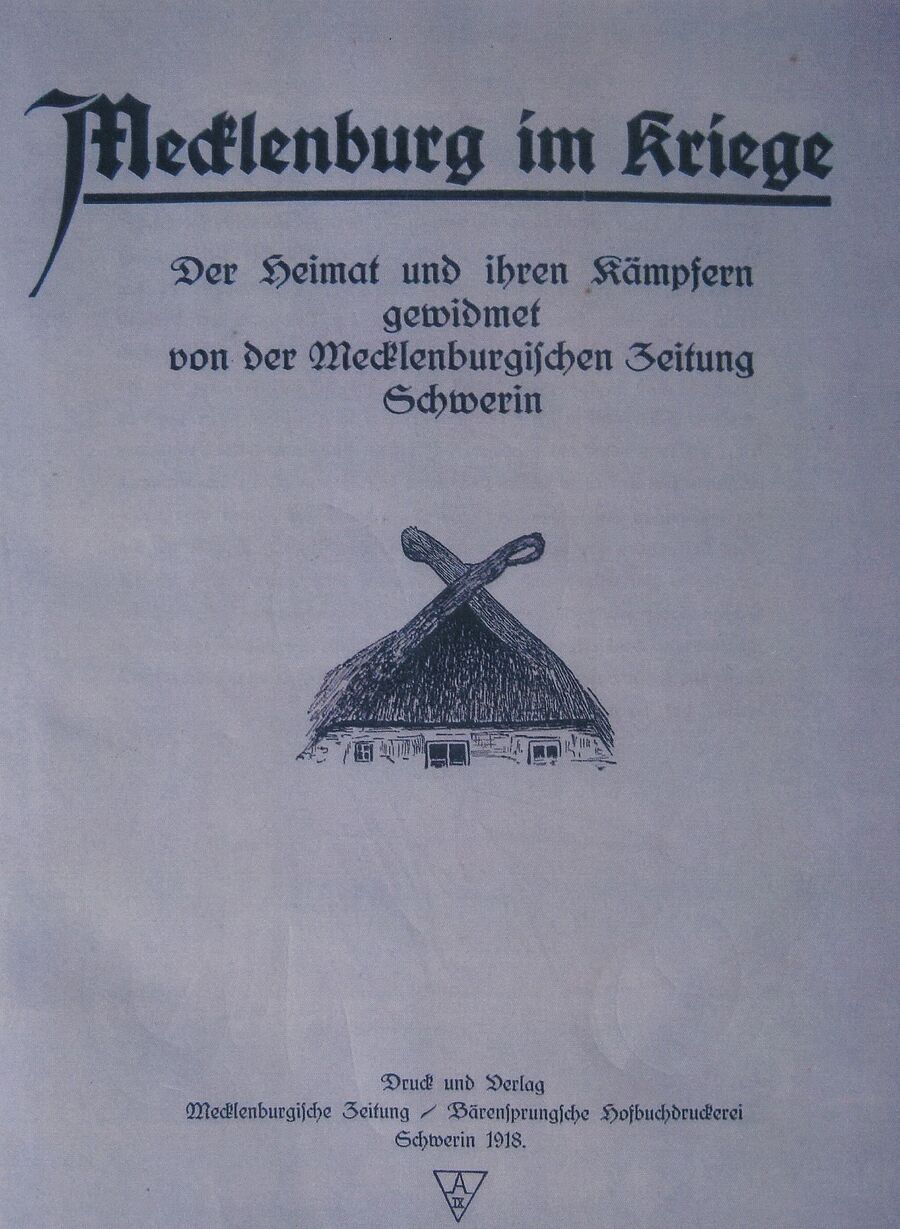 Mecklenburg im Kriege
Der Heimat und ihren Kämpfern
gewidmet
von der Mecklenburgischen Zeitung
Schwerin
Druck und Verlag
Mecklenburgische Zeitung / Bärensprungsche Hofbuchdruckerei
Schwerin 1918.
A
IX